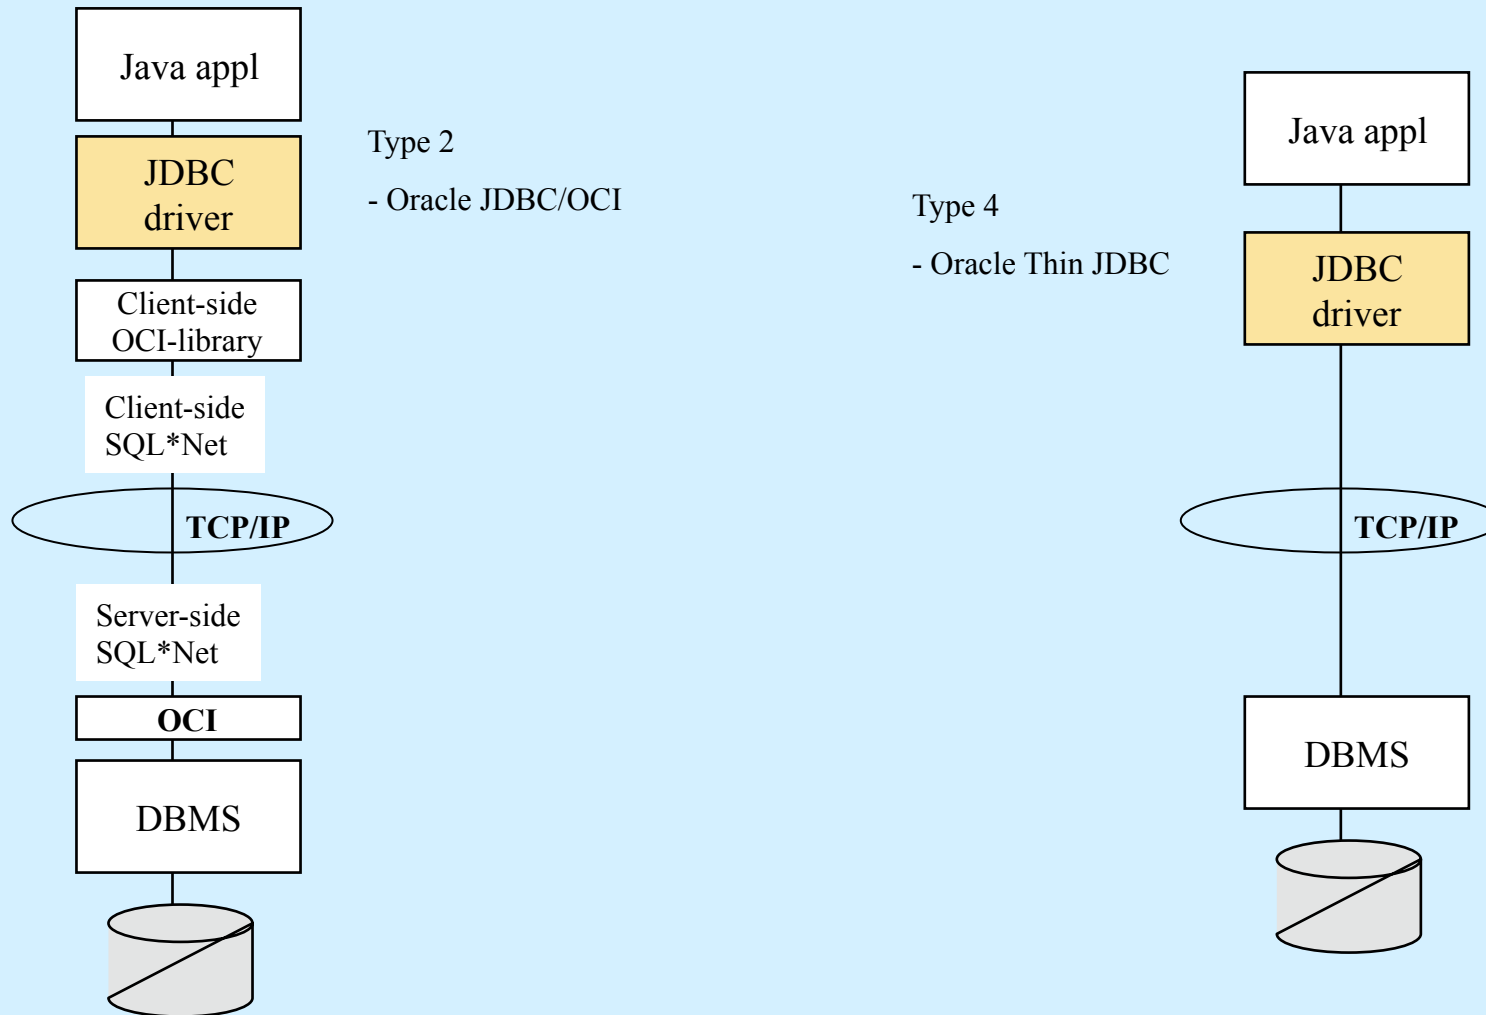 Java appl
JDBC
driver
Type 2
- Oracle JDBC/OCI
Client-side
OCI-library
Client-side
SQL*Net
TCP/IP
Server-side
SQL*Net
OCI
DBMS
Java appl
Type 4
- Oracle Thin JDBC
JDBC
driver
TCP/IP
DBMS